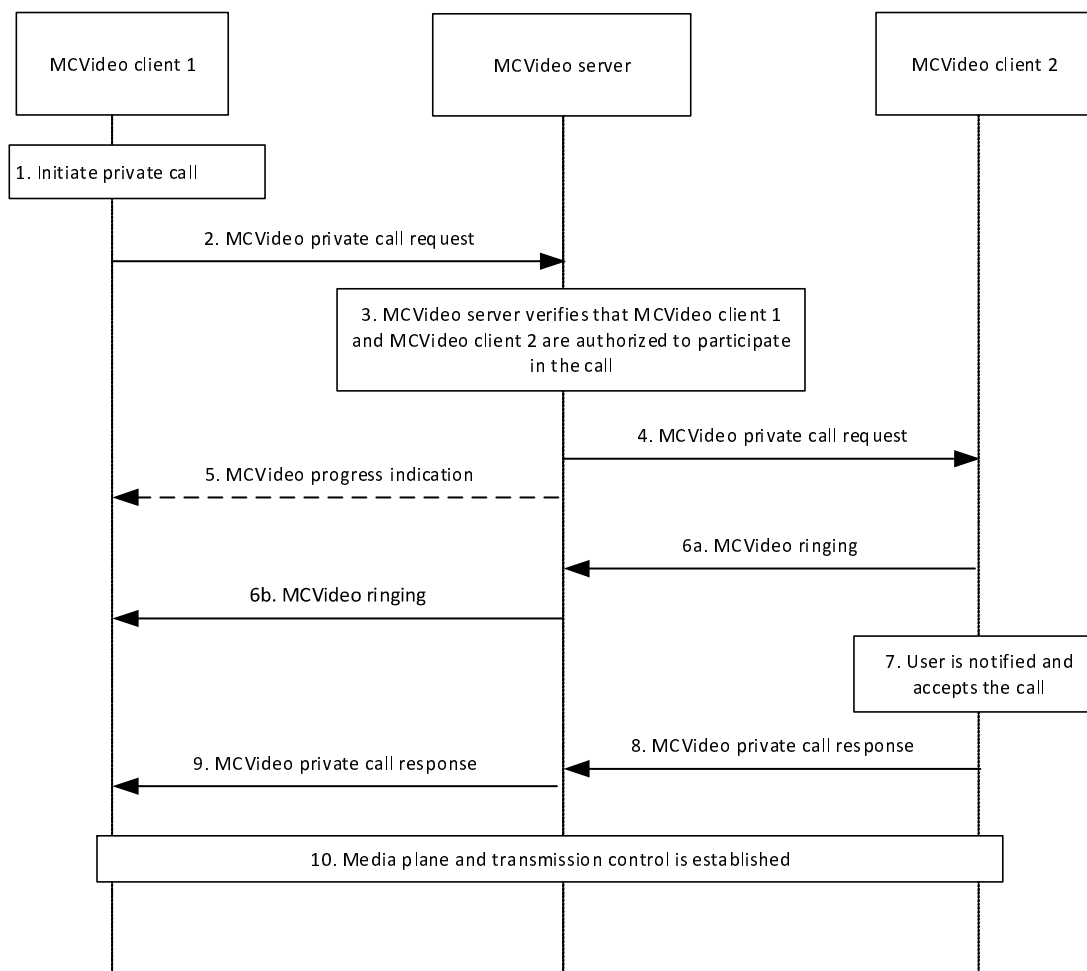 MCVideo client 1
MCVideo server
MCVideo client 2
1. Initiate private call
2. MCVideo private call request
3. MCVideo server verifies that MCVideo client 1
and MCVideo client 2 are authorized to participate
in the call
4. MCVideo private call request
5. MCVideo progress indication
6a. MCVideo ringing
6b. MCVideo ringing
7. User is notified and
accepts the call
8. MCVideo private call response
9. MCVideo private call response
10. Media plane and transmission control is established